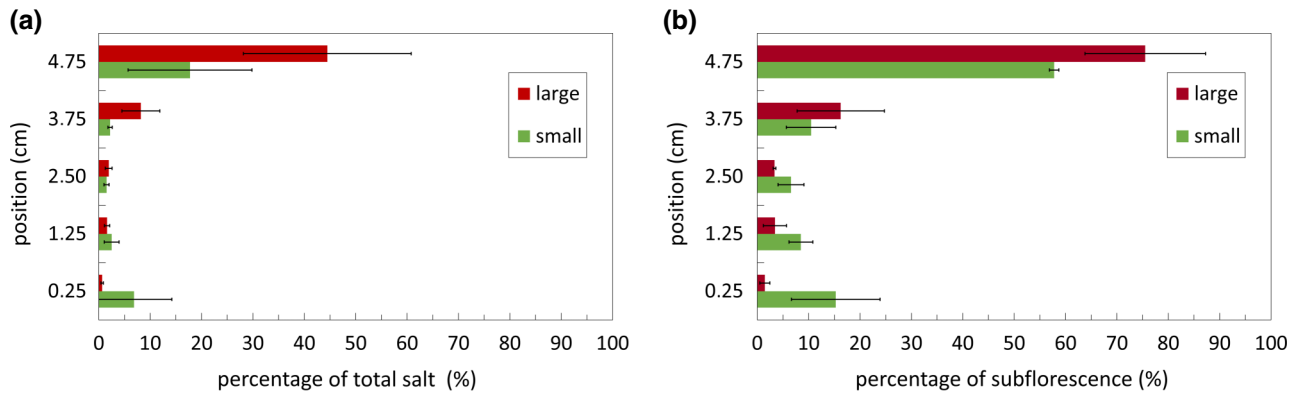 (a)
position (cm)
4.75
3.75
2.50
1.25
0.25
large
small
0 10 20 30 40 50 60 70 80 90 100
percentage of total salt (%)
(b)
position (cm)
4.75
3.75
2.50
1.25
0.25
large
small
0 10 20 30 40 50 60 70 80 90 100
percentage of subflorescence (%)